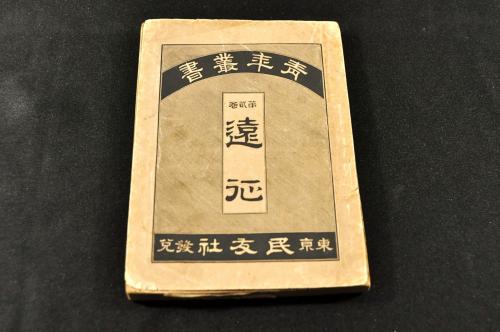 青年叢書
第貳卷
遠征
東京 民友社 發兌